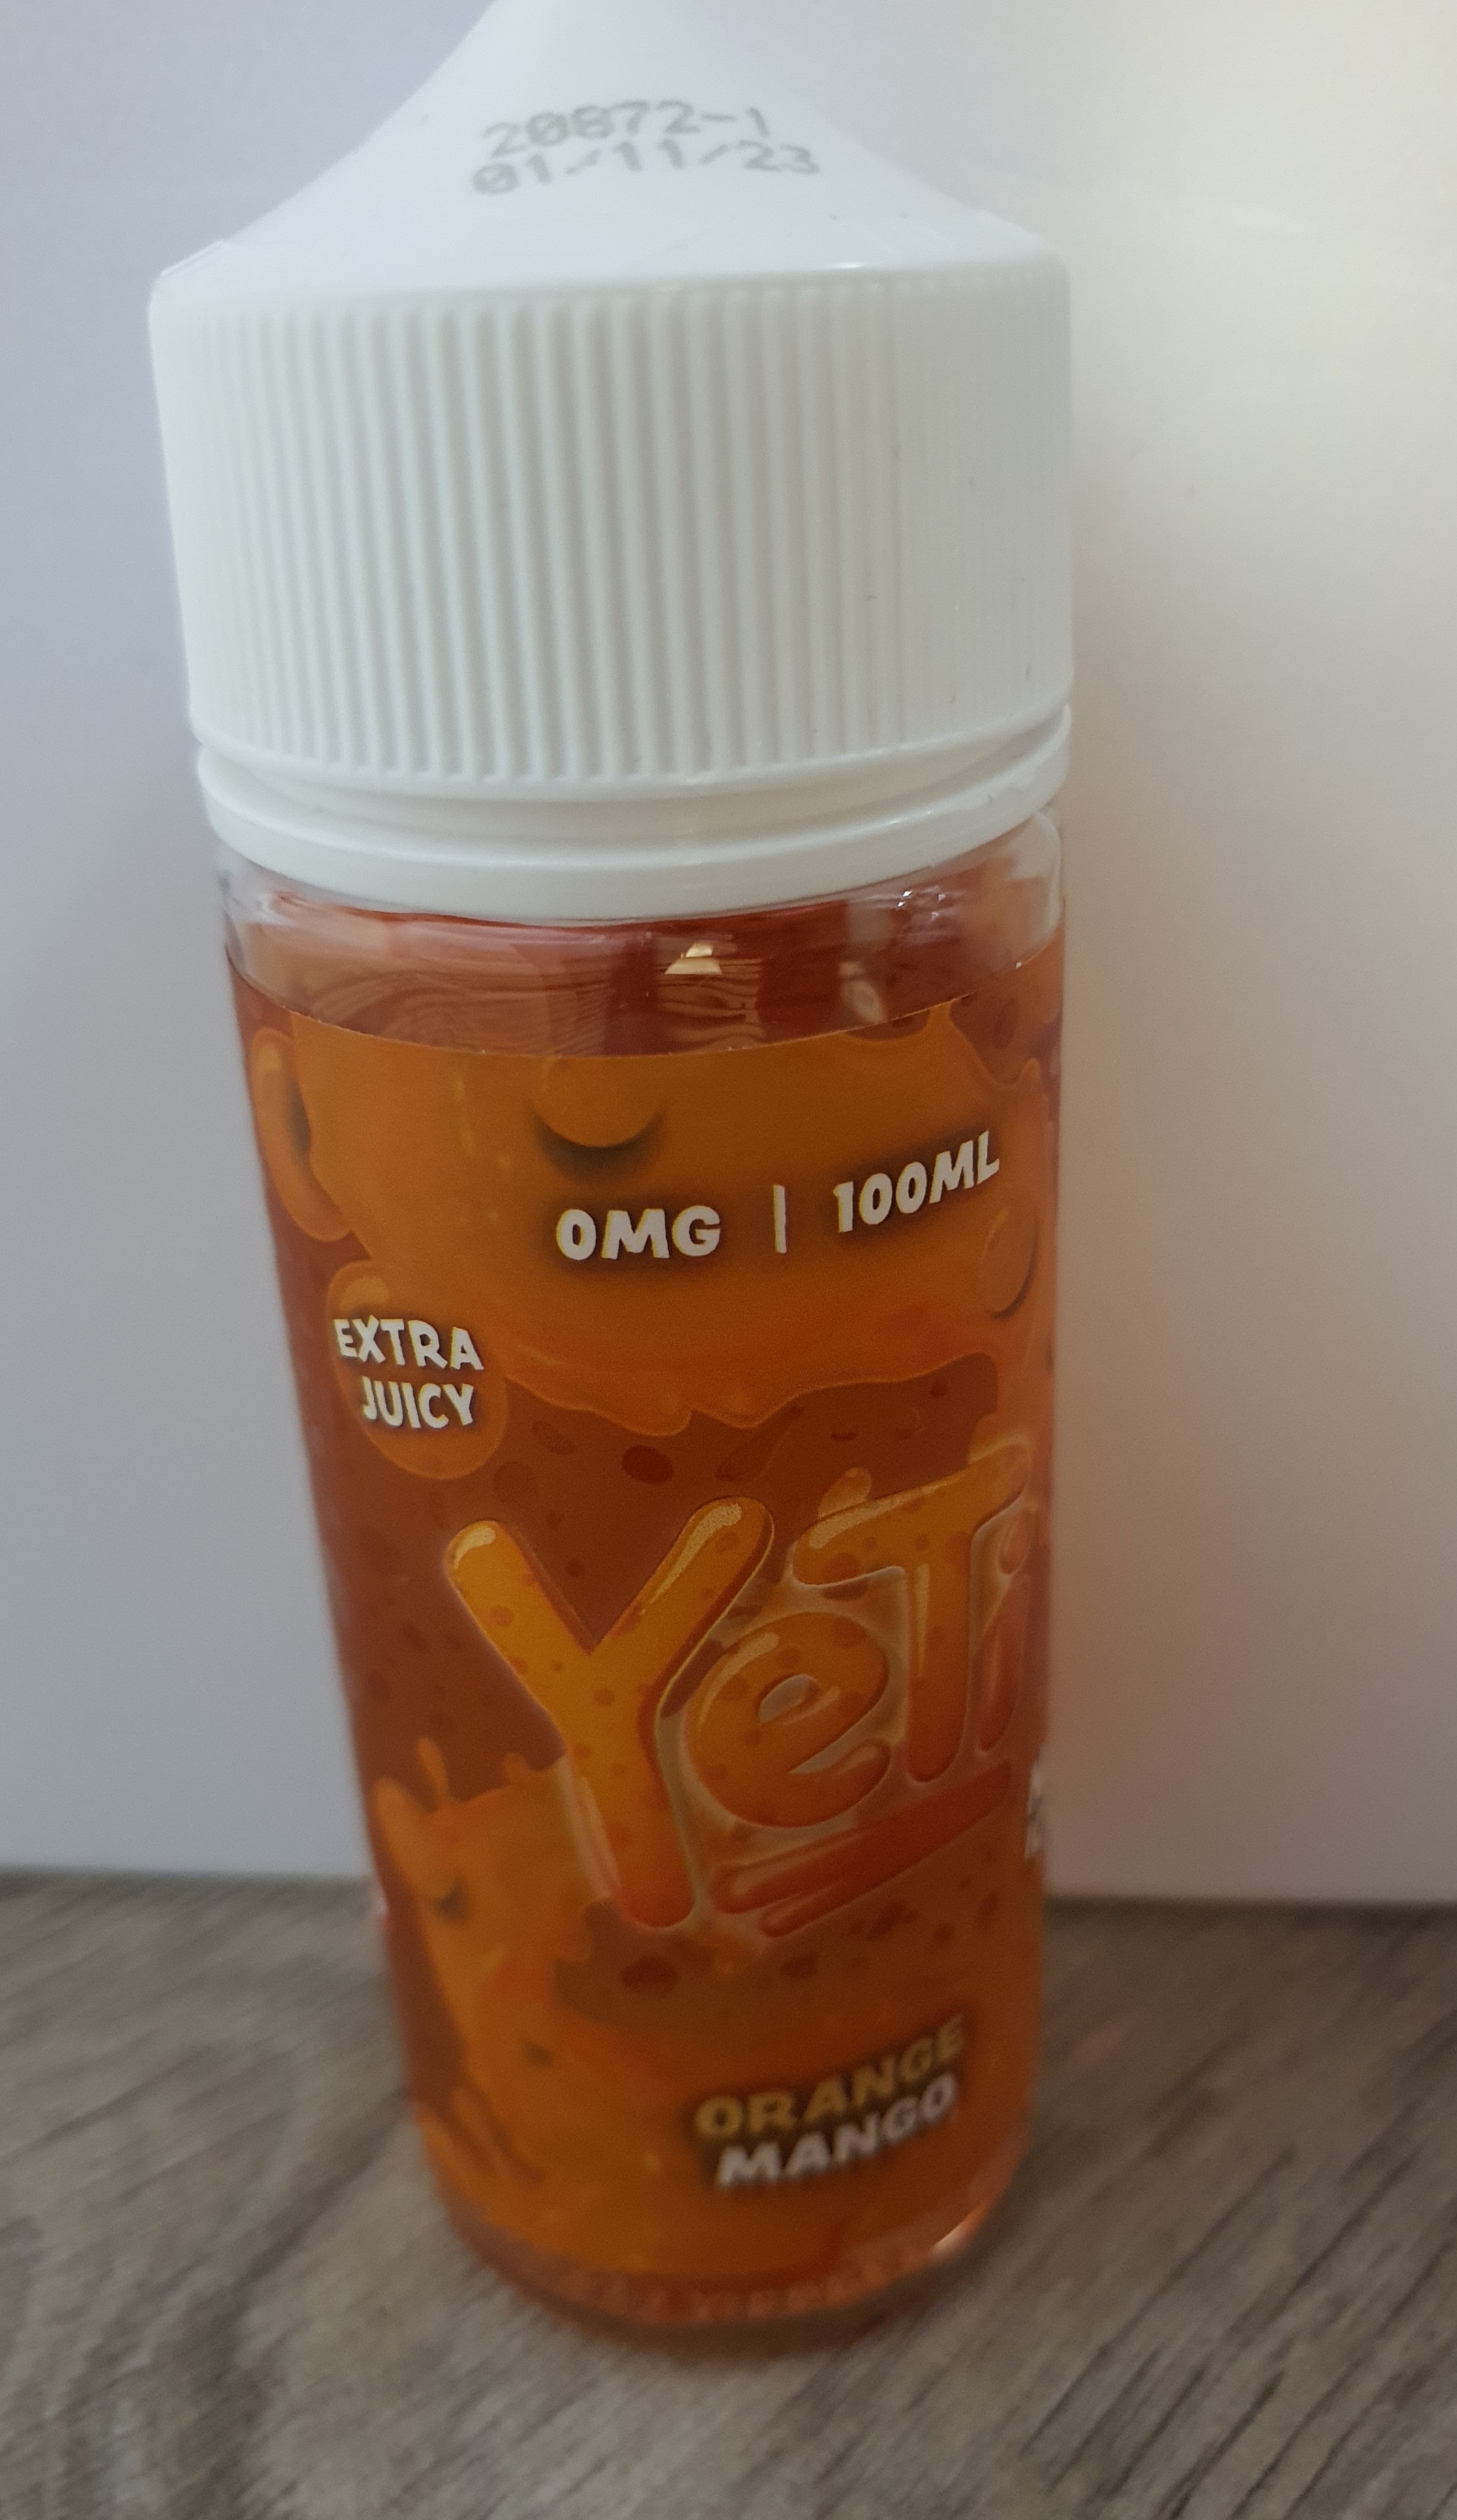 20872-1
01/11/23
0MG | 100ML
EXTRA
JUICY
YeTi
ORANGE
MANGO